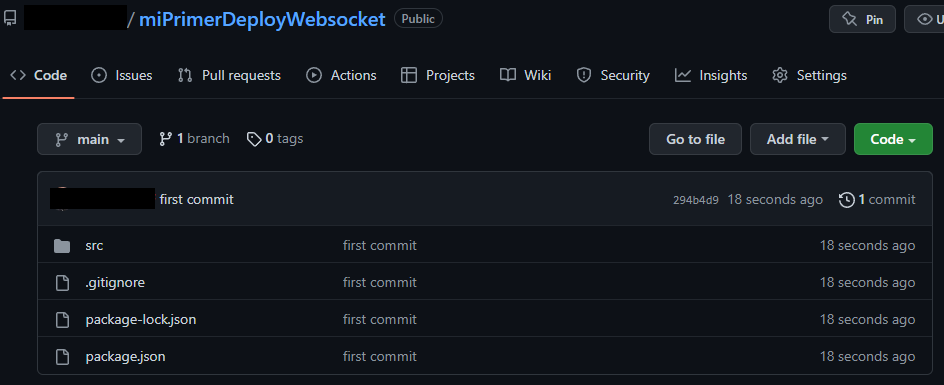 / miPrimerDeployWebsocket Public Pin
Code Issues Pull requests Actions Projects Wiki Security Insights Settings
main 1 branch 0 tags Go to file Add file Code
first commit 294b4d9 18 seconds ago 1 commit
src first commit 18 seconds ago
.gitignore first commit 18 seconds ago
package-lock.json first commit 18 seconds ago
package.json first commit 18 seconds ago